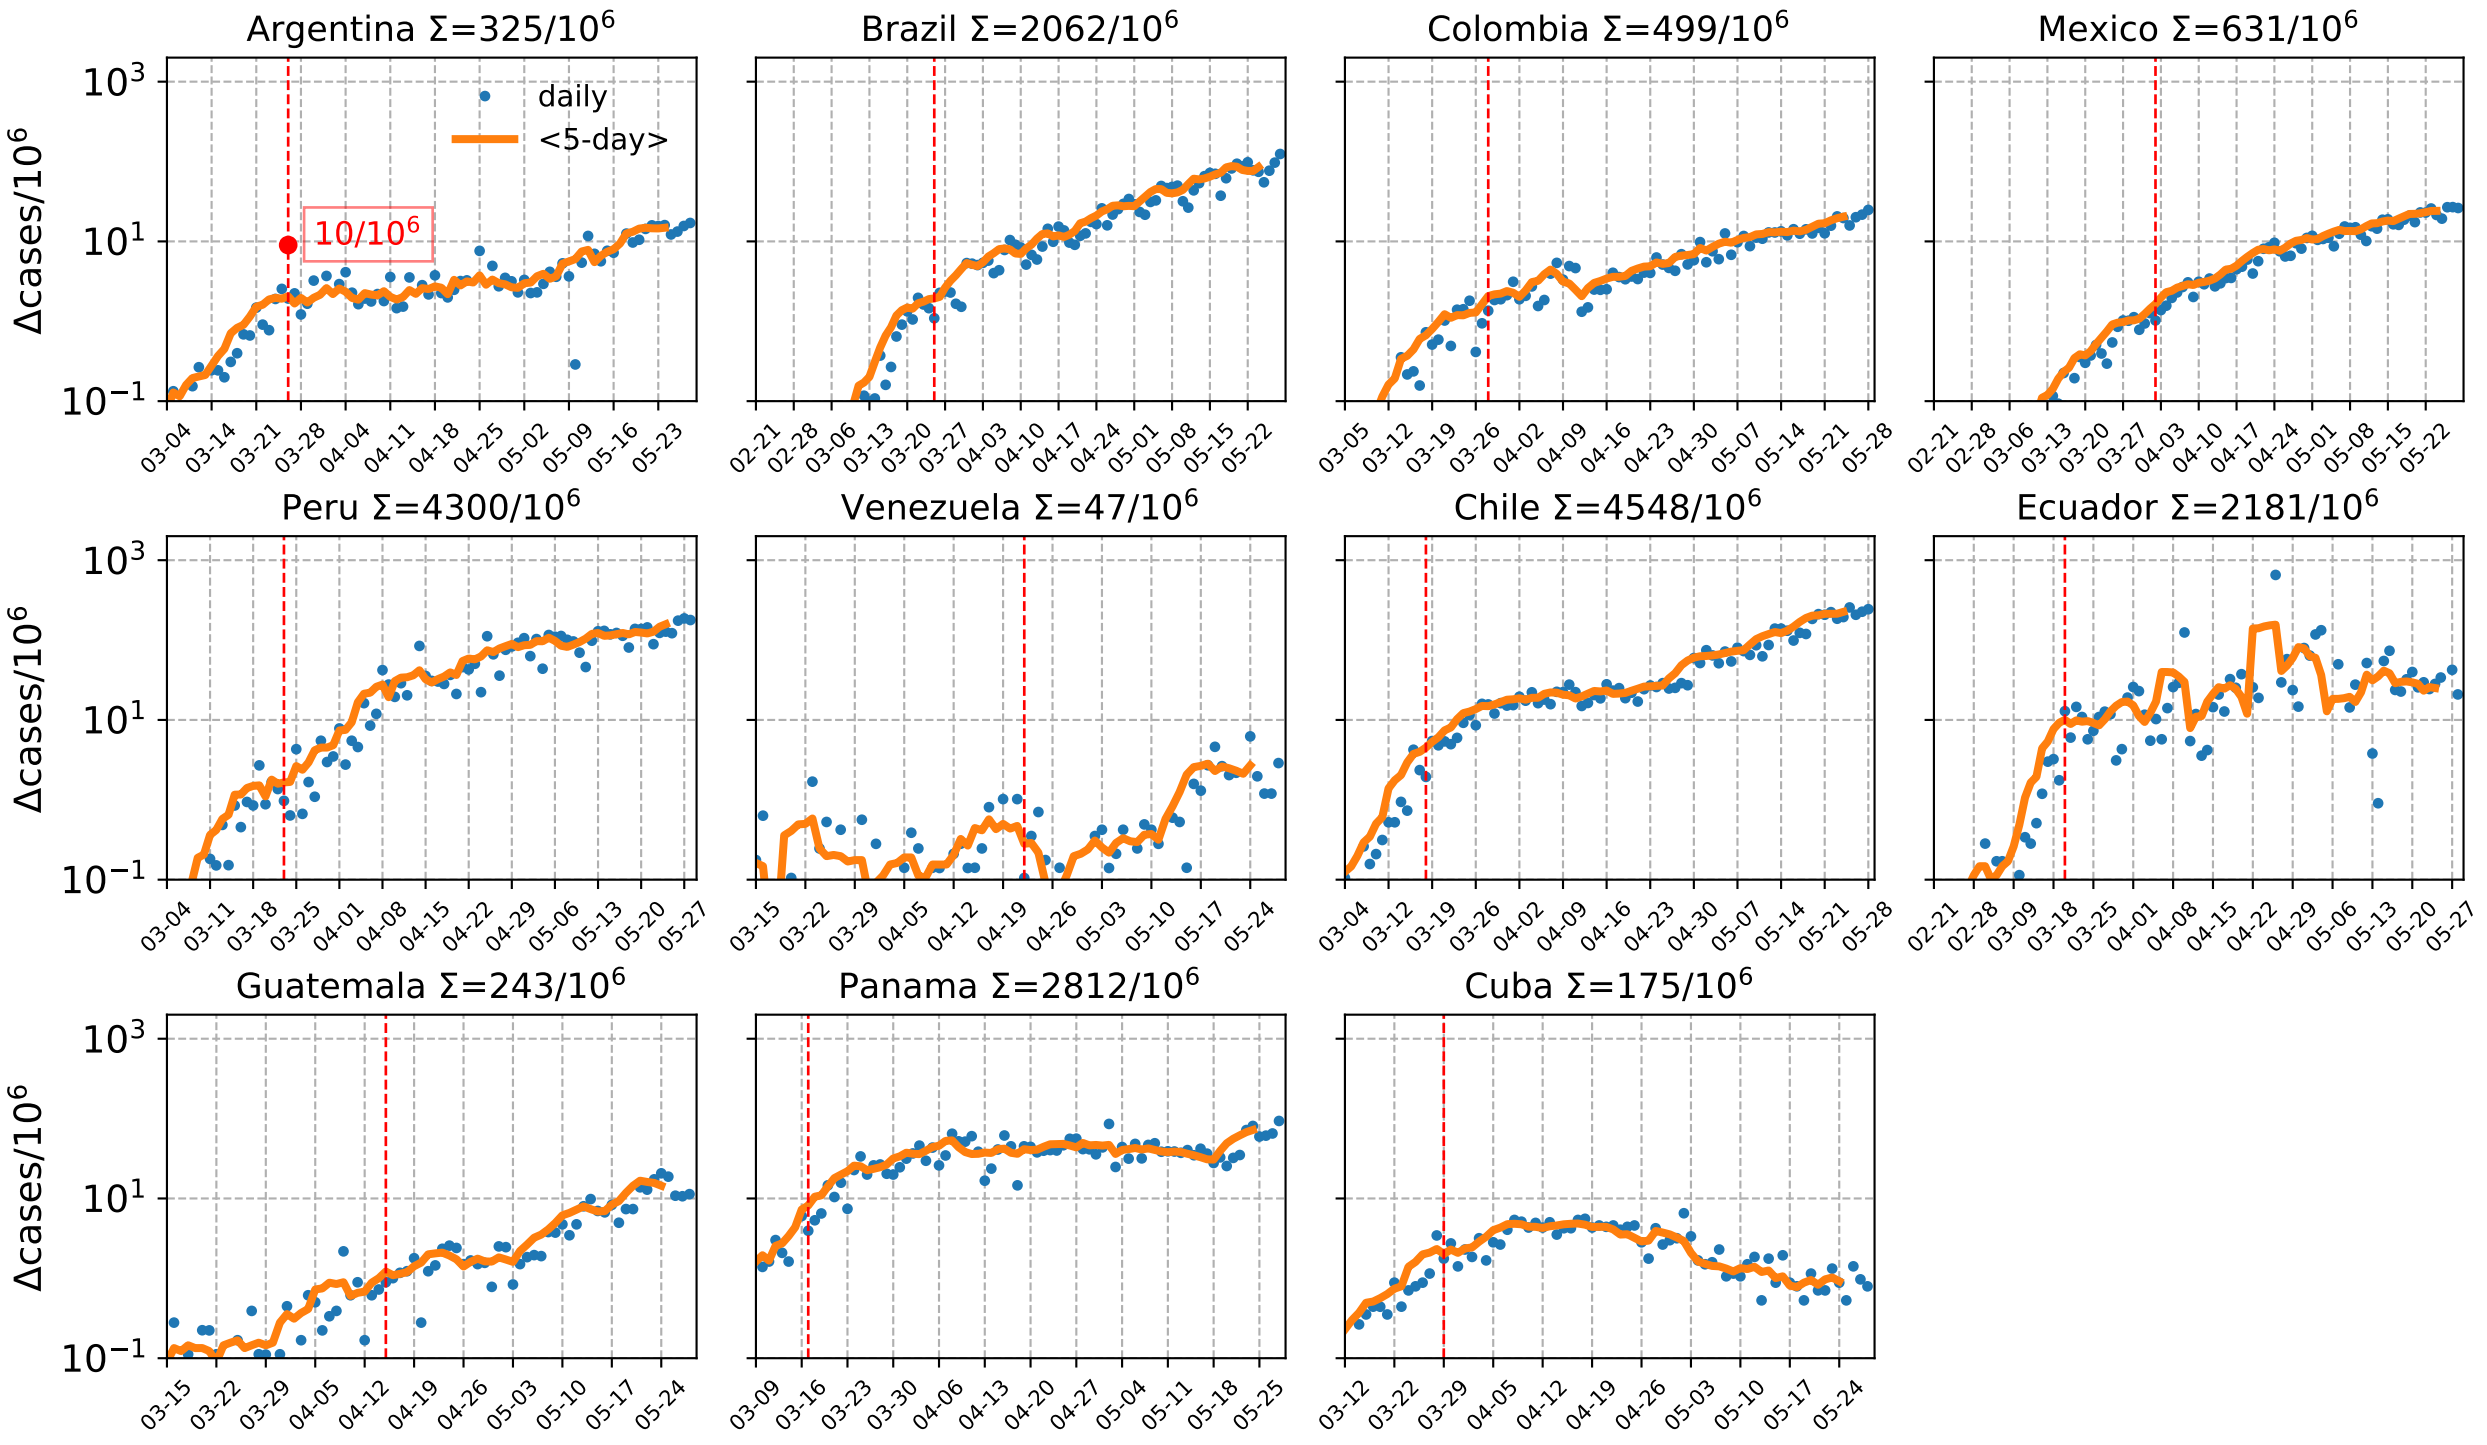 Argentina Σ=325/10⁶
Brazil Σ=2062/10⁶
Colombia Σ=499/10⁶
Mexico Σ=631/10⁶
Δcases/10⁶
10³
10¹
10⁻¹
daily
<5-day>
10/10⁶
03-04 03-14 03-21 03-28 04-04 04-11 04-18 04-25 05-02 05-09 05-16 05-23
02-21 02-28 03-06 03-13 03-20 03-27 04-03 04-10 04-17 04-24 05-01 05-08 05-15 05-22
03-05 03-12 03-19 03-26 04-02 04-09 04-16 04-23 04-30 05-07 05-14 05-21 05-28
02-21 02-28 03-06 03-13 03-20 03-27 04-03 04-10 04-17 04-24 05-01 05-08 05-15 05-22
Peru Σ=4300/10⁶
Venezuela Σ=47/10⁶
Chile Σ=4548/10⁶
Ecuador Σ=2181/10⁶
Δcases/10⁶
10³
10¹
10⁻¹
03-04 03-11 03-18 03-25 04-01 04-08 04-15 04-22 04-29 05-06 05-13 05-20 05-27
03-15 03-22 03-29 04-05 04-12 04-19 04-26 05-03 05-10 05-17 05-24
03-04 03-12 03-19 03-26 04-02 04-09 04-16 04-23 04-30 05-07 05-14 05-21 05-28
02-21 02-28 03-09 03-18 03-25 04-01 04-08 04-15 04-22 04-29 05-06 05-13 05-20 05-27
Guatemala Σ=243/10⁶
Panama Σ=2812/10⁶
Cuba Σ=175/10⁶
Δcases/10⁶
10³
10¹
10⁻¹
03-15 03-22 03-29 04-05 04-12 04-19 04-26 05-03 05-10 05-17 05-24
03-09 03-16 03-23 03-30 04-06 04-13 04-20 04-27 05-04 05-11 05-18 05-25
03-12 03-22 03-29 04-05 04-12 04-19 04-26 05-03 05-10 05-17 05-24